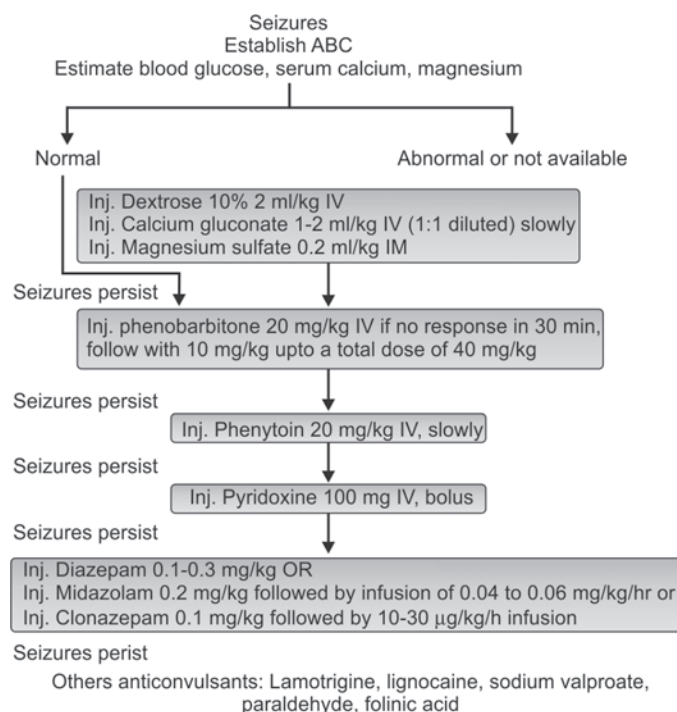 Seizures
Establish ABC
Estimate blood glucose, serum calcium, magnesium
Normal
Abnormal or not available
Inj. Dextrose 10% 2 ml/kg IV
Inj. Calcium gluconate 1-2 ml/kg IV (1:1 diluted) slowly
Inj. Magnesium sulfate 0.2 ml/kg IM
Seizures persist
Inj. phenobarbitone 20 mg/kg IV if no response in 30 min,
follow with 10 mg/kg upto a total dose of 40 mg/kg
Seizures persist
Inj. Phenytoin 20 mg/kg IV, slowly
Seizures persist
Inj. Pyridoxine 100 mg IV, bolus
Seizures persist
Inj. Diazepam 0.1-0.3 mg/kg OR
Inj. Midazolam 0.2 mg/kg followed by infusion of 0.04 to 0.06 mg/kg/hr or
Inj. Clonazepam 0.1 mg/kg followed by 10-30 μg/kg/h infusion
Seizures perist
Others anticonvulsants: Lamotrigine, lignocaine, sodium valproate,
paraldehyde, folinic acid